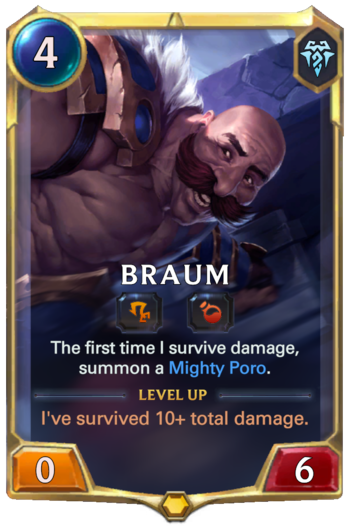 4
BRAUM
The first time I survive damage,
summon a Mighty Poro.
LEVEL UP
I've survived 10+ total damage.
0
6